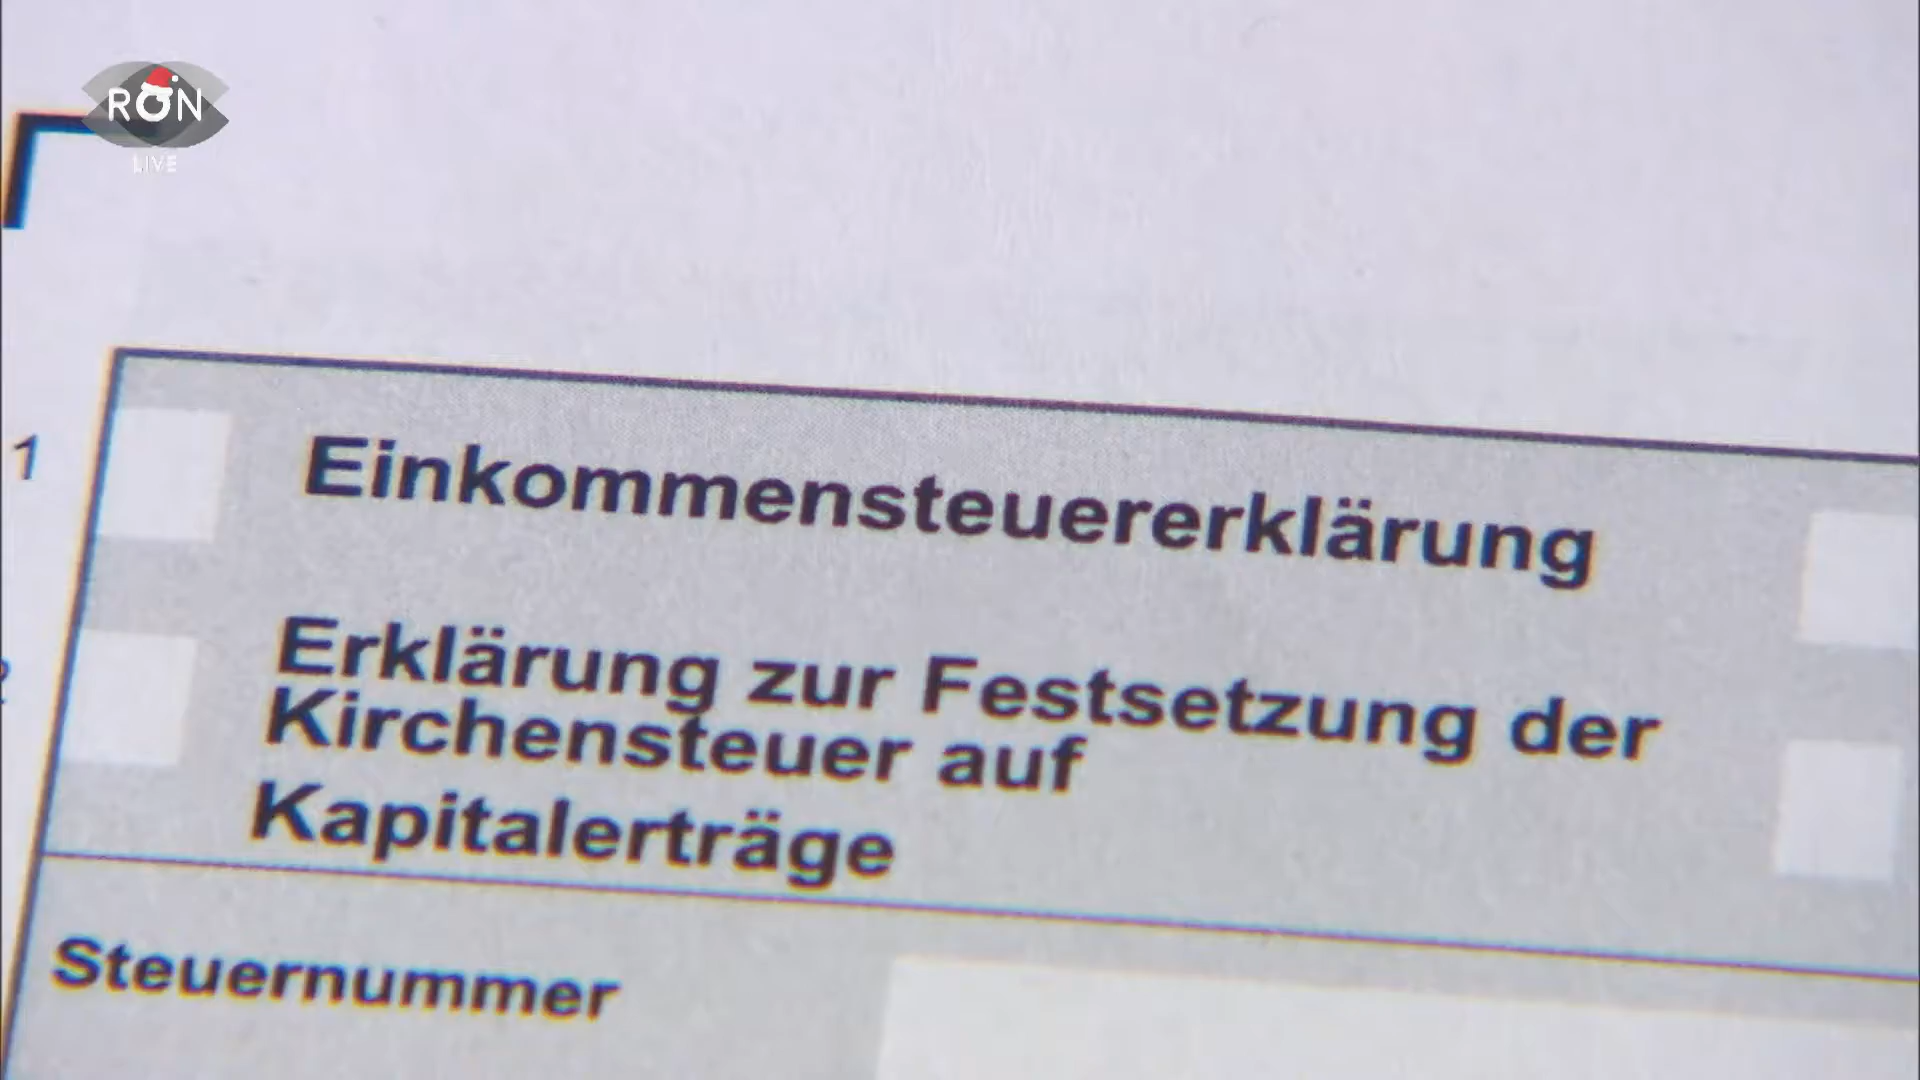 RON
LIVE
1
Einkommensteuererklärung
Erklärung zur Festsetzung der
Kirchensteuer auf
Kapitalerträge
Steuernummer